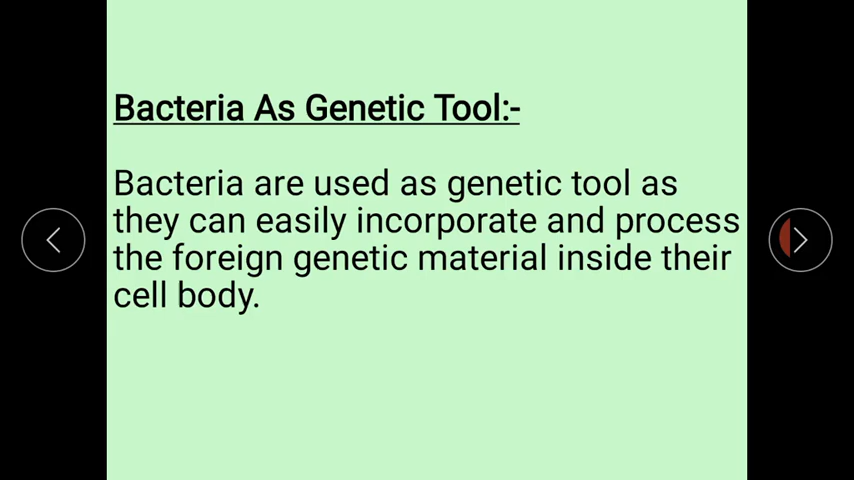 Bacteria As Genetic Tool:-
Bacteria are used as genetic tool as
they can easily incorporate and process
the foreign genetic material inside their
cell body.